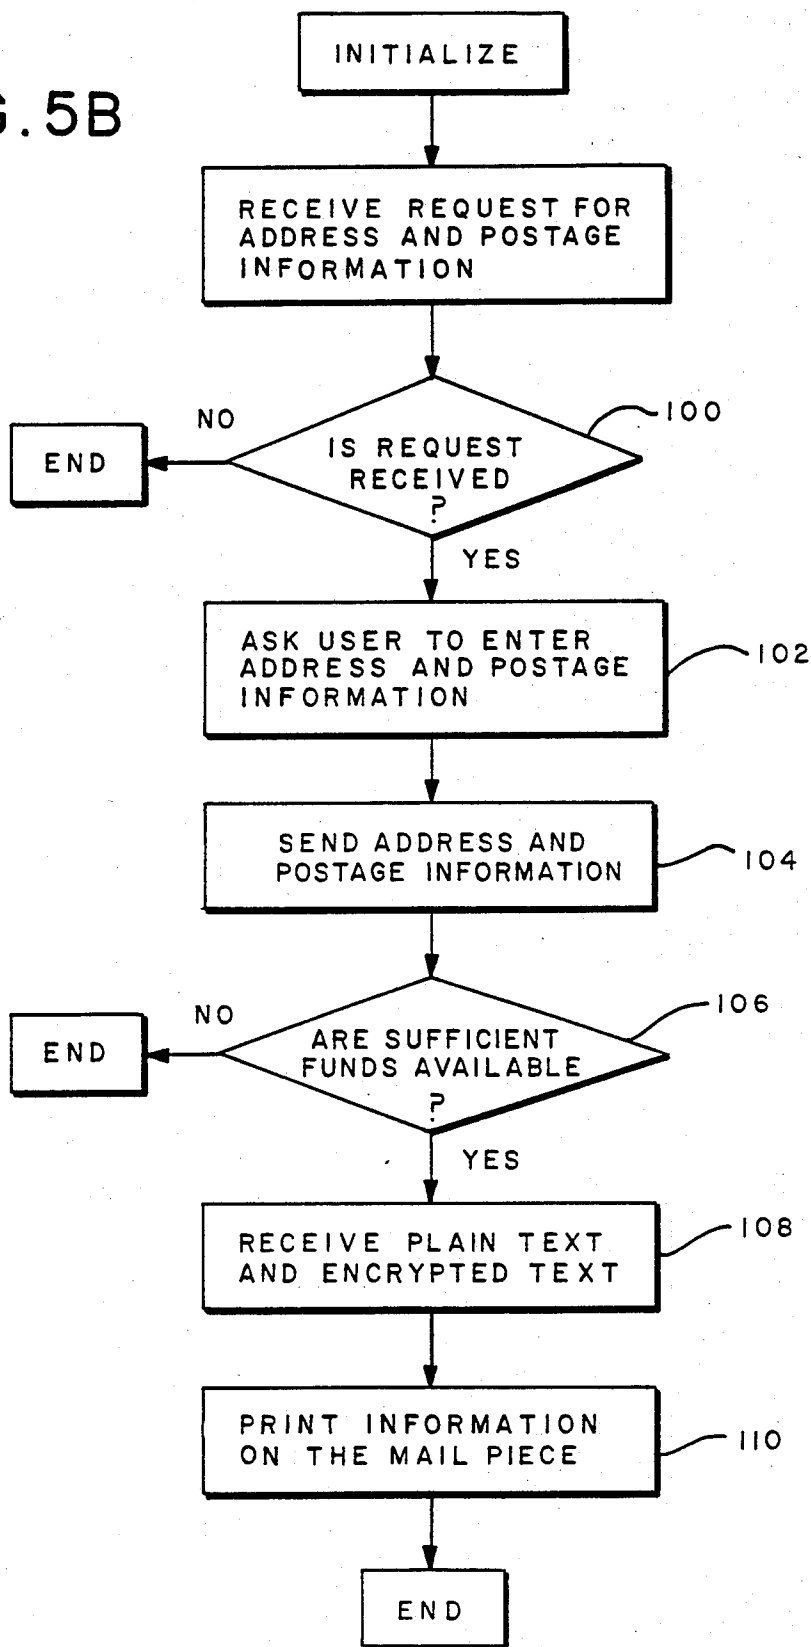 INITIALIZE
G.5B
RECEIVE REQUEST FOR
ADDRESS AND POSTAGE
INFORMATION
NO
100
END
IS REQUEST
RECEIVED
?
YES
ASK USER TO ENTER
ADDRESS AND POSTAGE
INFORMATION
102
SEND ADDRESS AND
POSTAGE INFORMATION
104
NO
106
END
ARE SUFFICIENT
FUNDS AVAILABLE
?
YES
RECEIVE PLAIN TEXT
AND ENCRYPTED TEXT
108
PRINT INFORMATION
ON THE MAIL PIECE
110
END